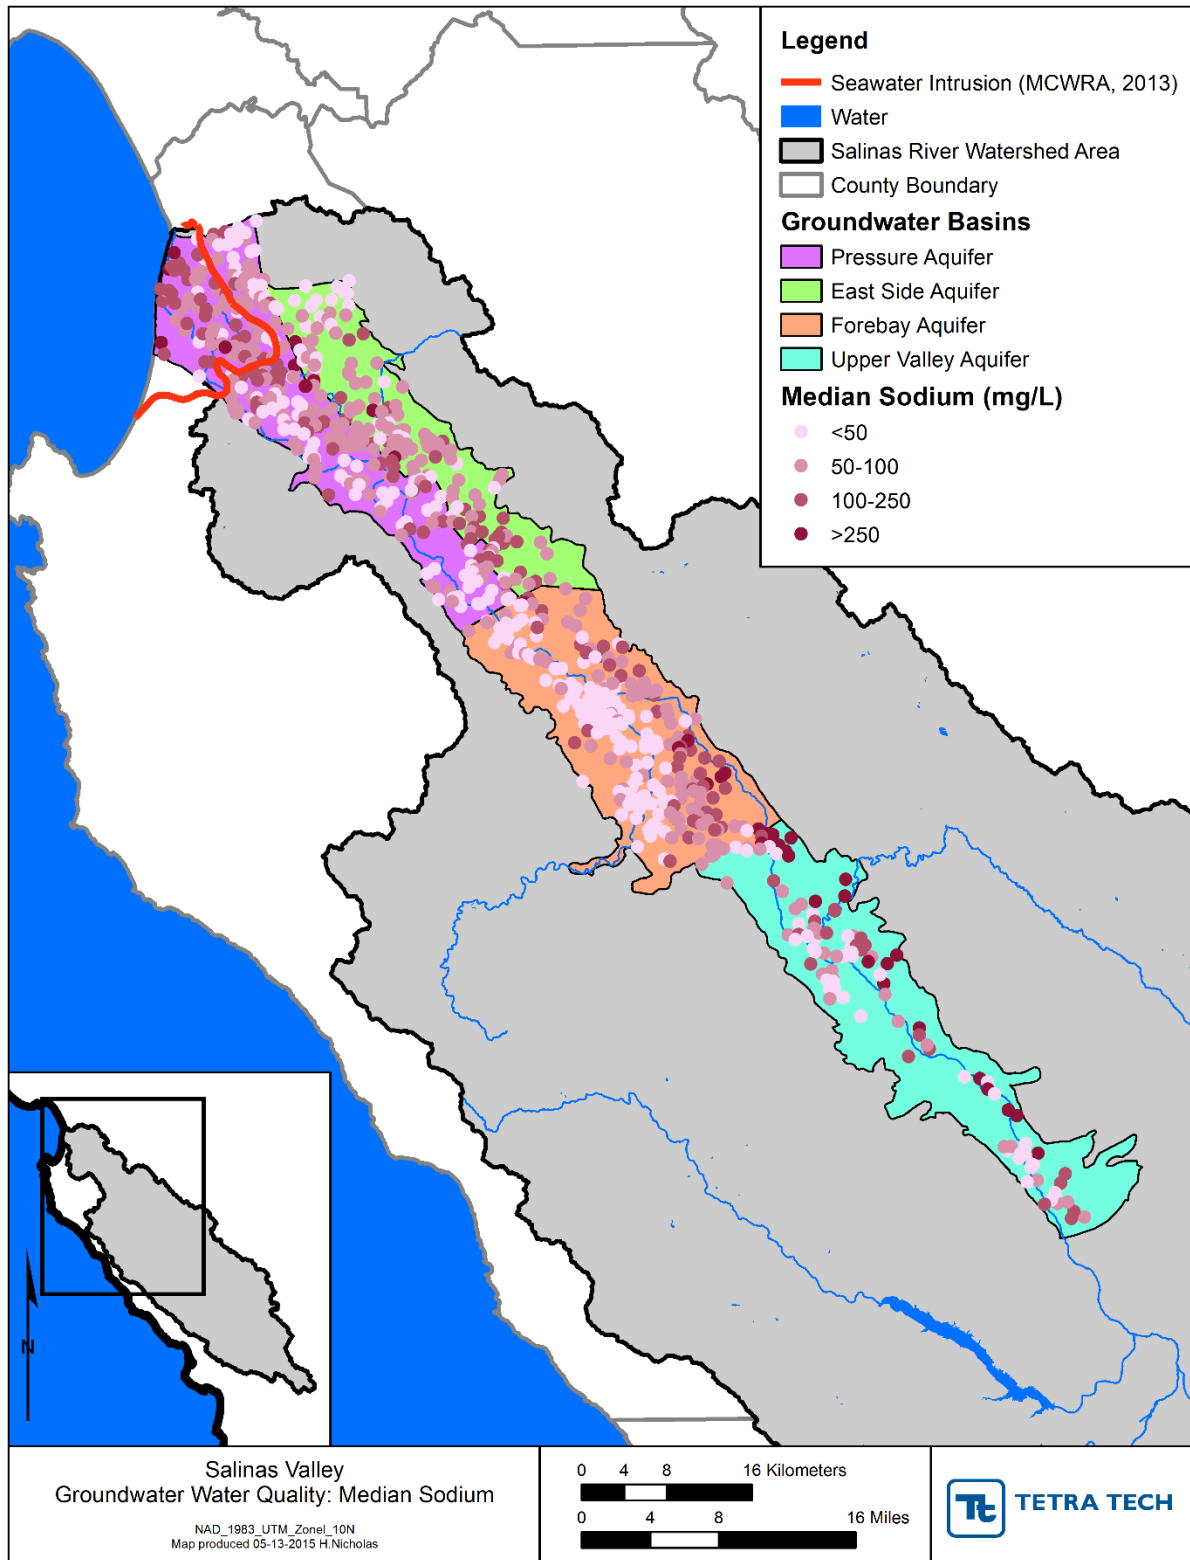 Legend
Seawater Intrusion (MCWRA, 2013)
Water
Salinas River Watershed Area
County Boundary
Groundwater Basins
Pressure Aquifer
East Side Aquifer
Forebay Aquifer
Upper Valley Aquifer
Median Sodium (mg/L)
<50
50-100
100-250
>250
N
Salinas Valley
Groundwater Water Quality: Median Sodium
NAD_1983_UTM_Zonel_10N
Map produced 05-13-2015 H.Nicholas
0 4 8 16 Kilometers
0 4 8 16 Miles
Tt TETRA TECH